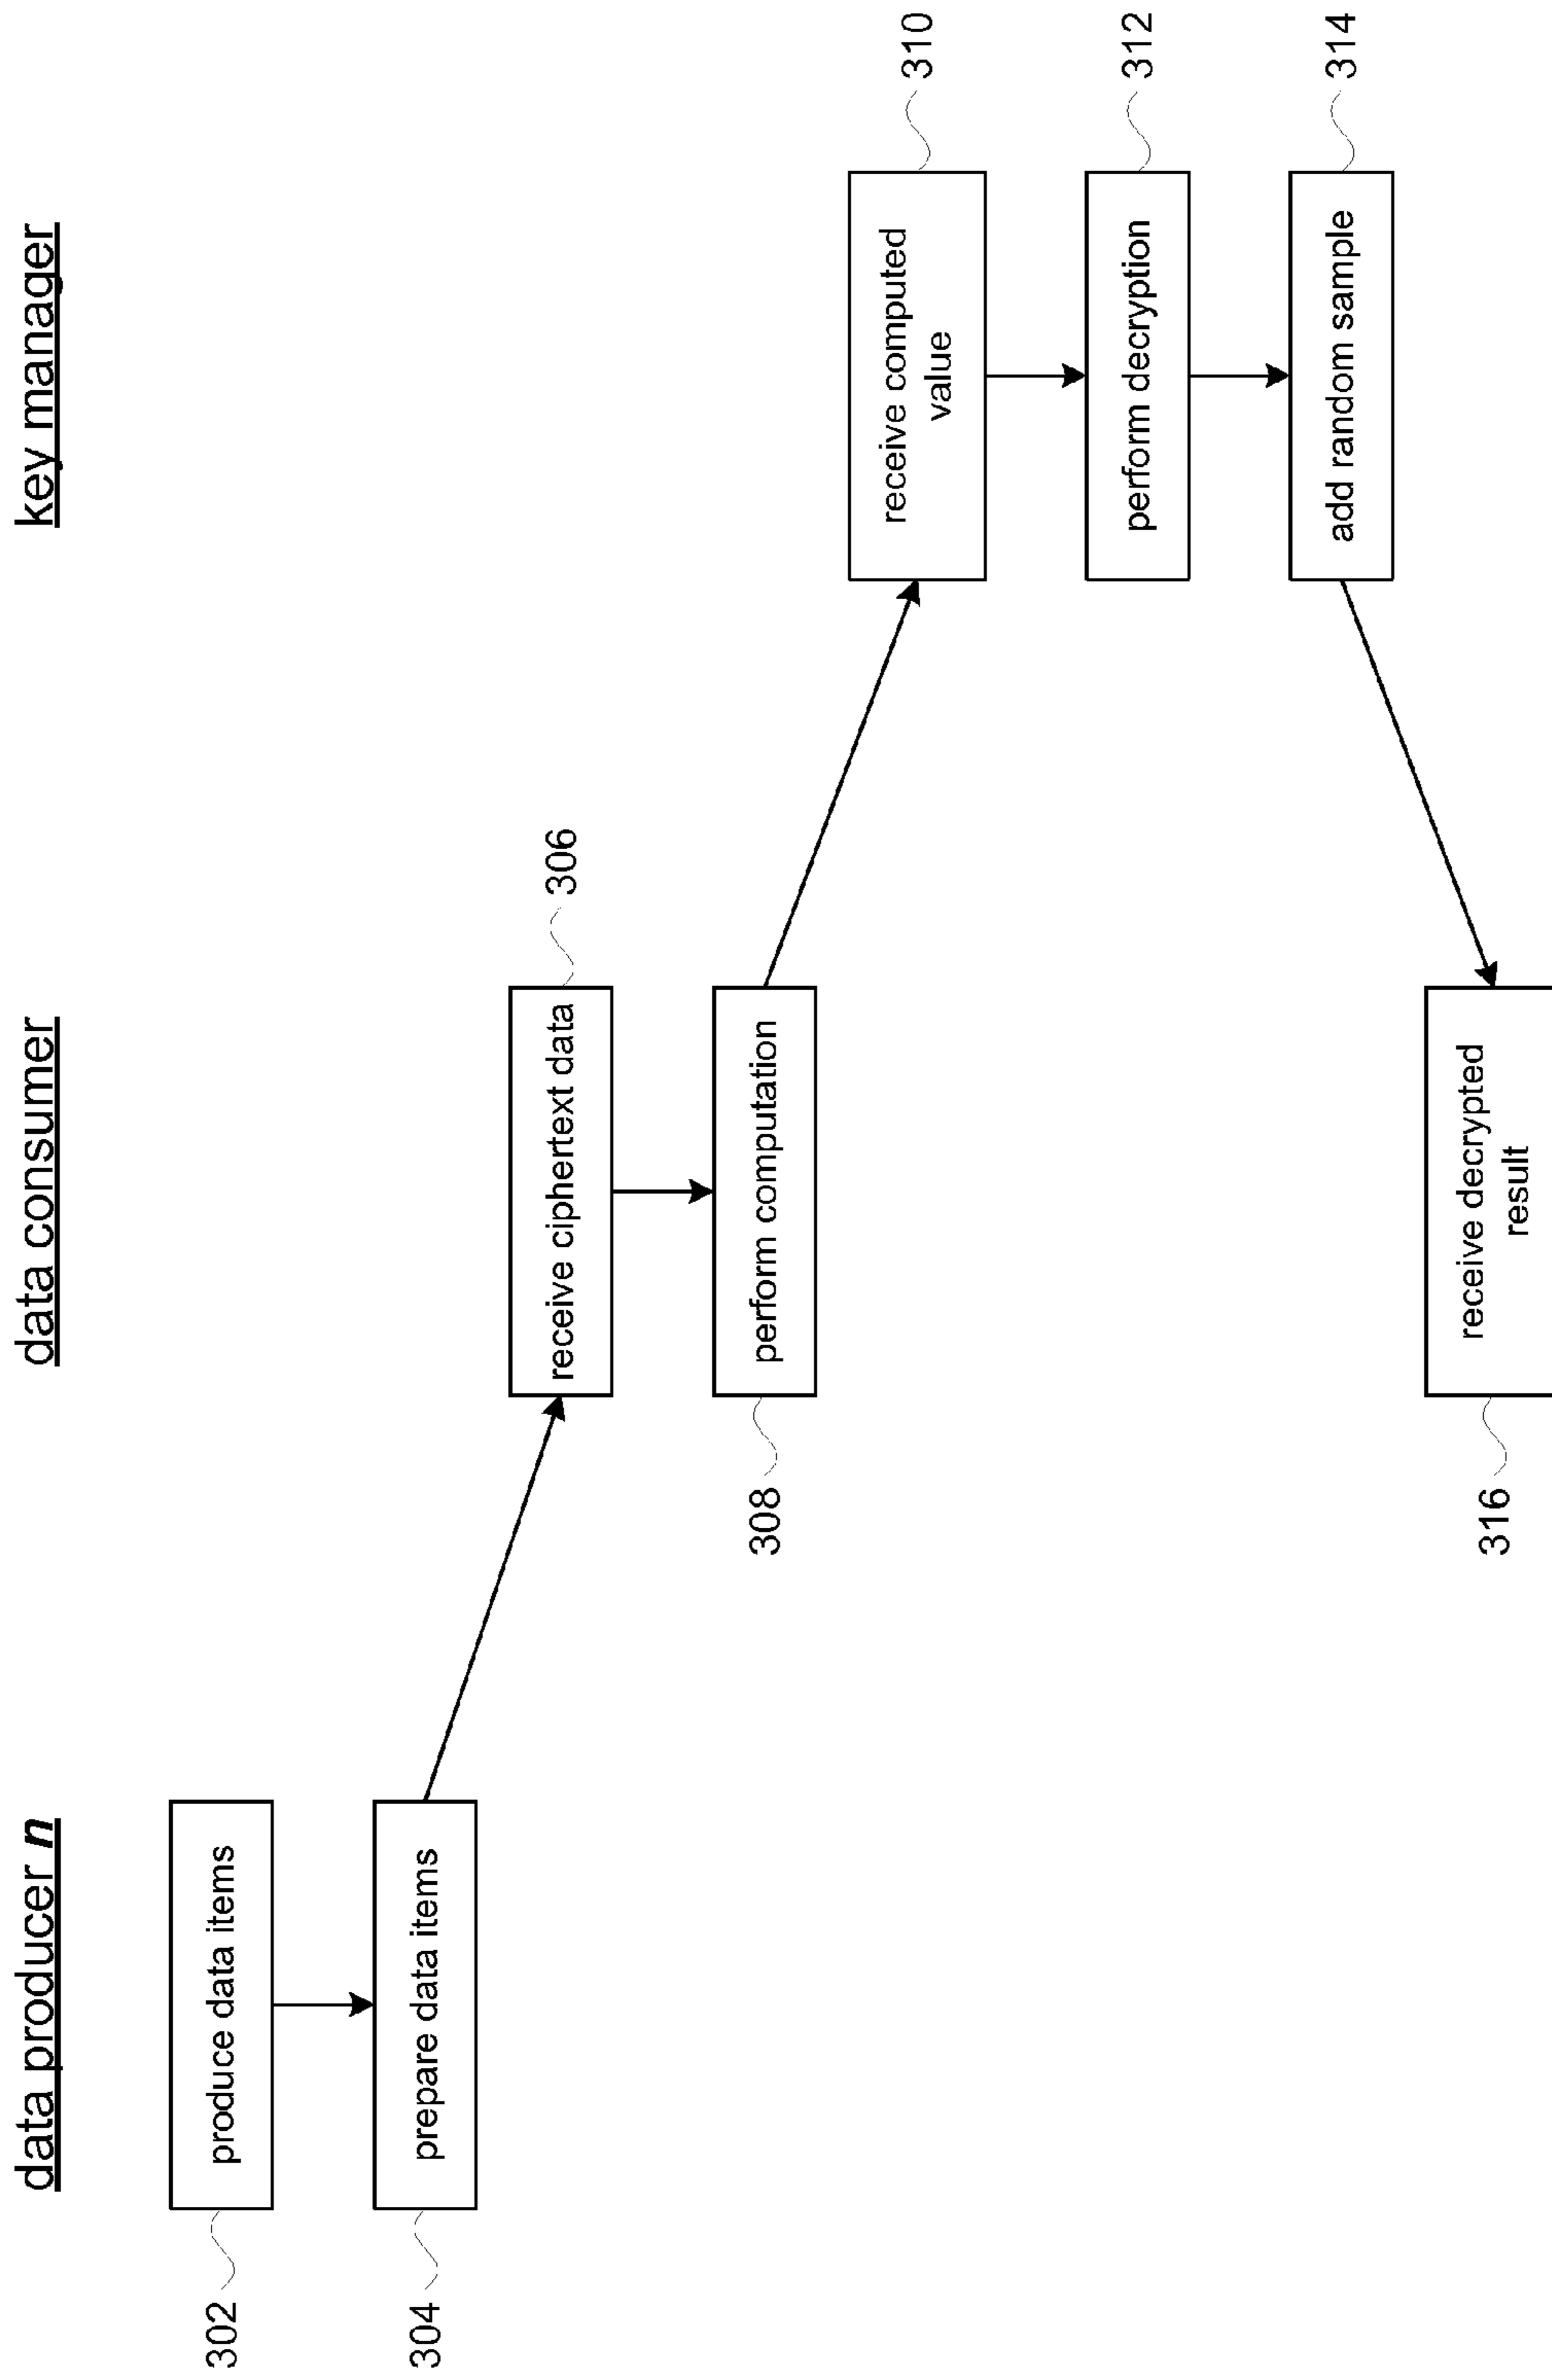 data producer n
data consumer
key manager
302
produce data items
304
prepare data items
receive ciphertext data
306
308
perform computation
receive computed
value
310
perform decryption
312
add random sample
314
316
receive decrypted
result